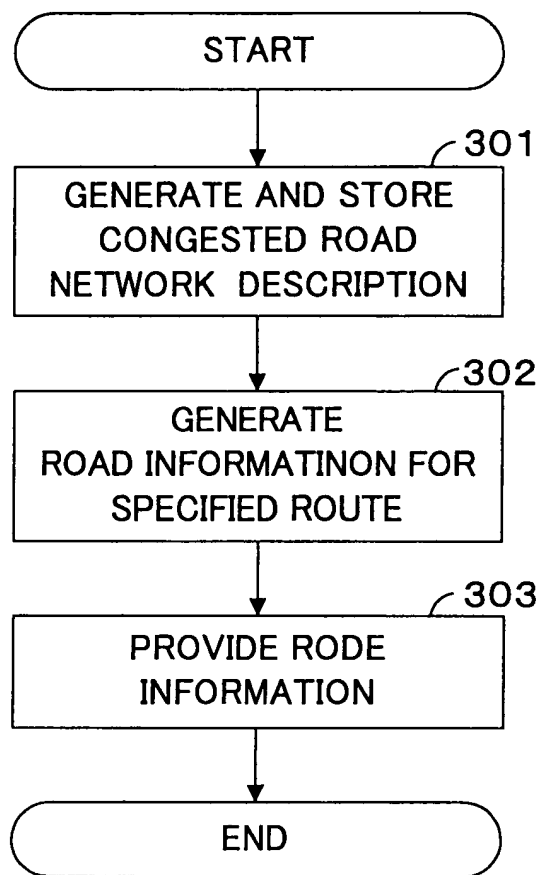 START
301
GENERATE AND STORE
CONGESTED ROAD
NETWORK DESCRIPTION
302
GENERATE
ROAD INFORMATINON FOR
SPECIFIED ROUTE
303
PROVIDE RODE
INFORMATION
END